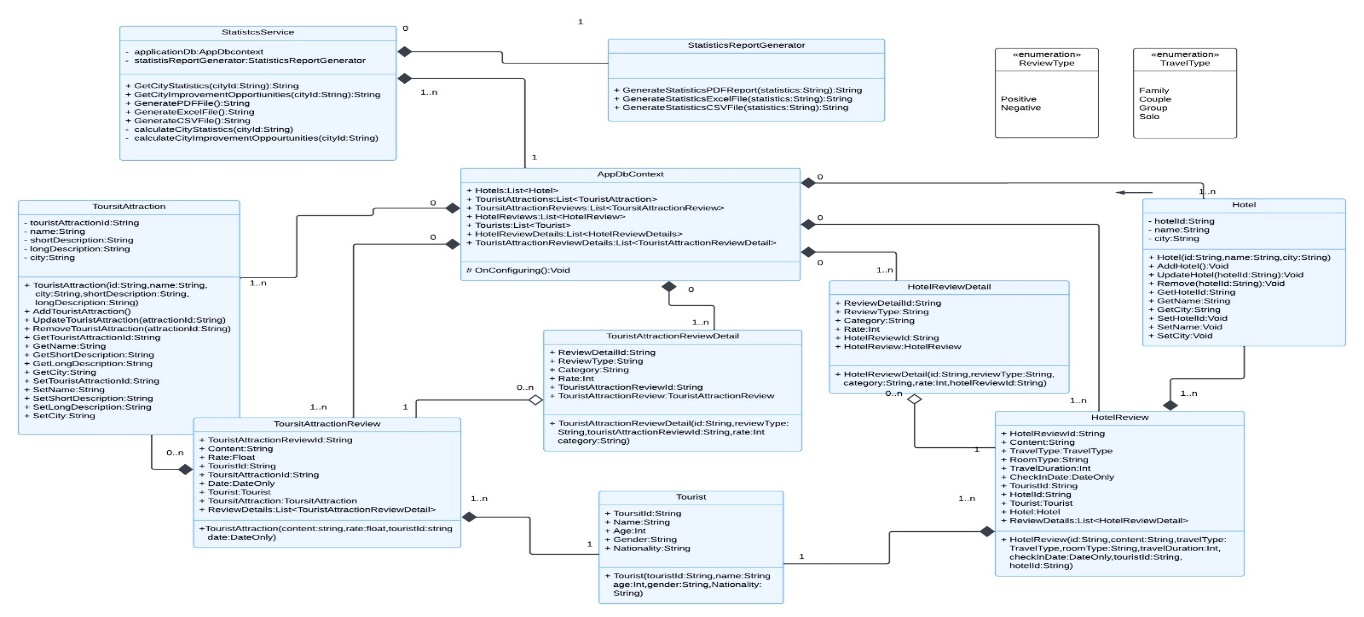 StatistcsService
- applicationDb:AppDbcontext
- statistisReportGenerator:StatisticsReportGenerator
+ GetCityStatistics(cityId:String):String
+ GetCityImprovementOpportunities(cityId:String):String
+ GeneratePDFFile():String
+ GenerateExcelFile():String
+ GenerateCSVFile():String
- calculateCityStatistics(cityId:String)
- calculateCityImprovementOppourtunities(cityId:String)
0
1
1..n
1
StatisticsReportGenerator
+ GenerateStatisticsPDFReport(statistics:String):String
+ GenerateStatisticsExcelFile(statistics:String):String
+ GenerateStatisticsCSVFile(statistics:String):String
«enumeration»
ReviewType
Positive
Negative
«enumeration»
TravelType
Family
Couple
Group
Solo
AppDbContext
+ Hotels:List<Hotel>
+ TouristAttractions:List<TouristAttraction>
+ TouristAttractionReviews:List<ToursitAttractionReview>
+ HotelReviews:List<HotelReview>
+ Tourists:List<Tourist>
+ HotelReviewDetails:List<HotelReviewDetails>
+ TouristAttractionReviewDetails:List<TouristAttractionReviewDetail>
# OnConfiguring():Void
0
0
0
0
0
0
1..n
1..n
1..n
1..n
1..n
1..n
ToursitAttraction
- touristAttractionId:String
- name:String
- shortDescription:String
- longDescription:String
- city:String
+ TouristAttraction(id:String,name:String,
city:String,shortDescription:String,
longDescription:String)
+ AddTouristAttraction()
+ UpdateTouristAttraction(attractionId:String)
+ RemoveTouristAttraction(attractionId:String)
+ GetTouristAttractionId:String
+ GetName:String
+ GetShortDescription:String
+ GetLongDescription:String
+ GetCity:String
+ SetTouristAttractionId:String
+ SetName:String
+ SetShortDescription:String
+ SetLongDescription:String
+ SetCity:String
Hotel
- hotelId:String
- name:String
- city:String
+ Hotel(id:String,name:String,city:String)
+ AddHotel():Void
+ UpdateHotel(hotelId:String):Void
+ Remove(hotelId:String):Void
+ GetHotelId:String
+ GetName:String
+ GetCity:String
+ SetHotelId:Void
+ SetName:Void
+ SetCity:Void
HotelReviewDetail
+ ReviewDetailId:String
+ ReviewType:String
+ Category:String
+ Rate:Int
+ HotelReviewId:String
+ HotelReview:HotelReview
+ HotelReviewDetail(id:String,reviewType:String,
category:String,rate:Int,hotelReviewId:String)
0..n
1
1..n
TouristAttractionReviewDetail
+ ReviewDetailId:String
+ ReviewType:String
+ Category:String
+ Rate:Int
+ TouristAttractionReviewId:String
+ TouristAttractionReview:TouristAttractionReview
+ TouristAttractionReviewDetail(id:String,reviewType:
String,touristAttractionReviewId:String,rate:Int
category:String)
0..n
1
0..n
ToursitAttractionReview
+ TouristAttractionReviewId:String
+ Content:String
+ Rate:Float
+ TouristId:String
+ ToursitAttractionId:String
+ Date:DateOnly
+ Tourist:Tourist
+ ToursitAttraction:ToursitAttraction
+ ReviewDetails:List<TouristAttractionReviewDetail>
+TouristAttraction(content:string,rate:float,touristId:string
date:DateOnly)
1..n
1
Tourist
+ ToursitId:String
+ Name:String
+ Age:Int
+ Gender:String
+ Nationality:String
+ Tourist(touristId:String,name:String
age:Int,gender:String,Nationality:
String)
1
1..n
HotelReview
+ HotelReviewId:String
+ Content:String
+ TravelType:TravelType
+ RoomType:String
+ TravelDuration:Int
+ CheckInDate:DateOnly
+ TouristId:String
+ HotelId:String
+ Tourist:Tourist
+ Hotel:Hotel
+ ReviewDetails:List<HotelReviewDetail>
+ HotelReview(id:String,content:String,travelType:
TravelType,roomType:String,travelDuration:Int,
checkInDate:DateOnly,touristId:String,
hotelId:String)